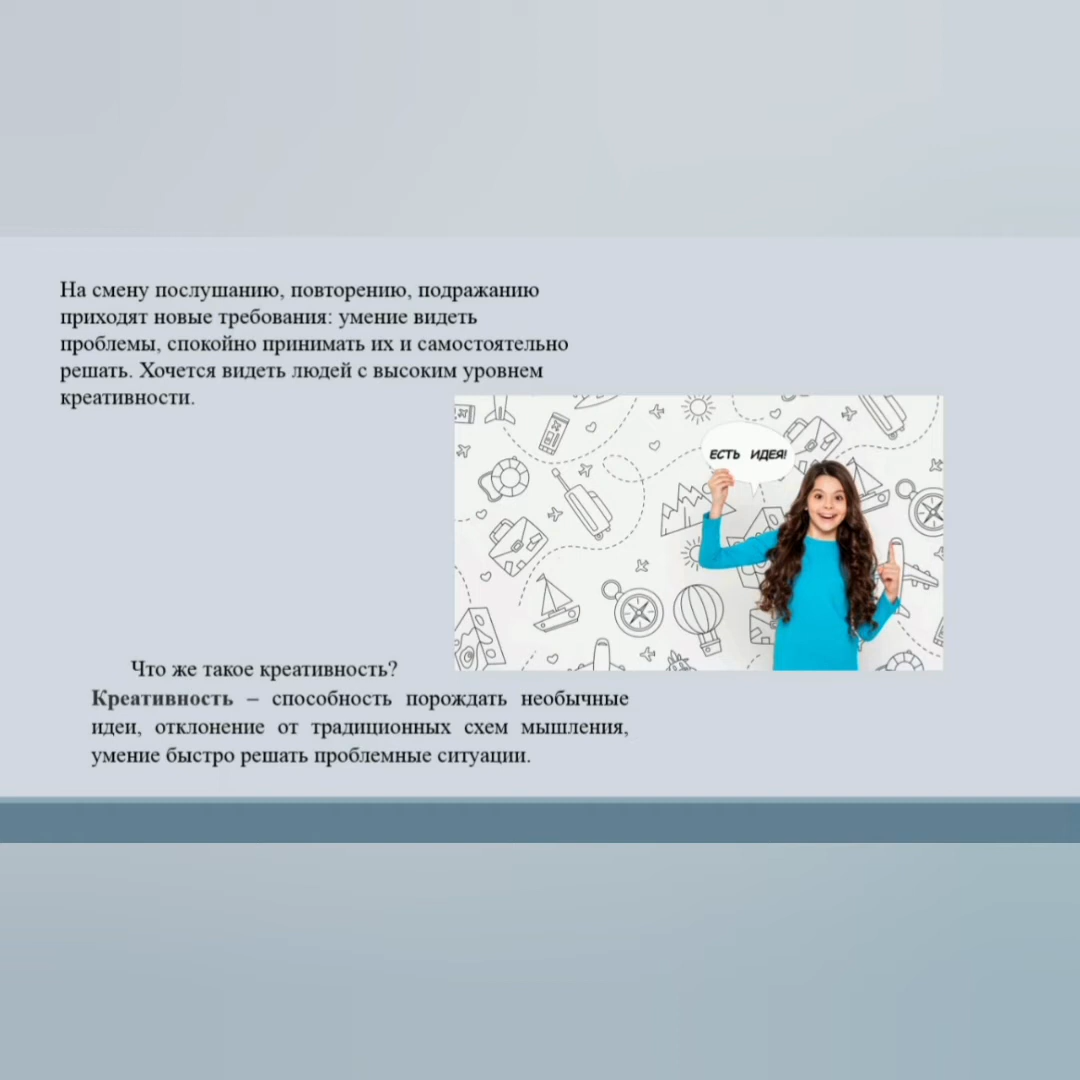 На смену послушанию, повторению, подражанию
приходят новые требования: умение видеть
проблемы, спокойно принимать их и самостоятельно
решать. Хочется видеть людей с высоким уровнем
креативности.
ЕСТЬ ИДЕЯ!
Что же такое креативность?
Креативность – способность порождать необычные
идеи, отклонение от традиционных схем мышления,
умение быстро решать проблемные ситуации.